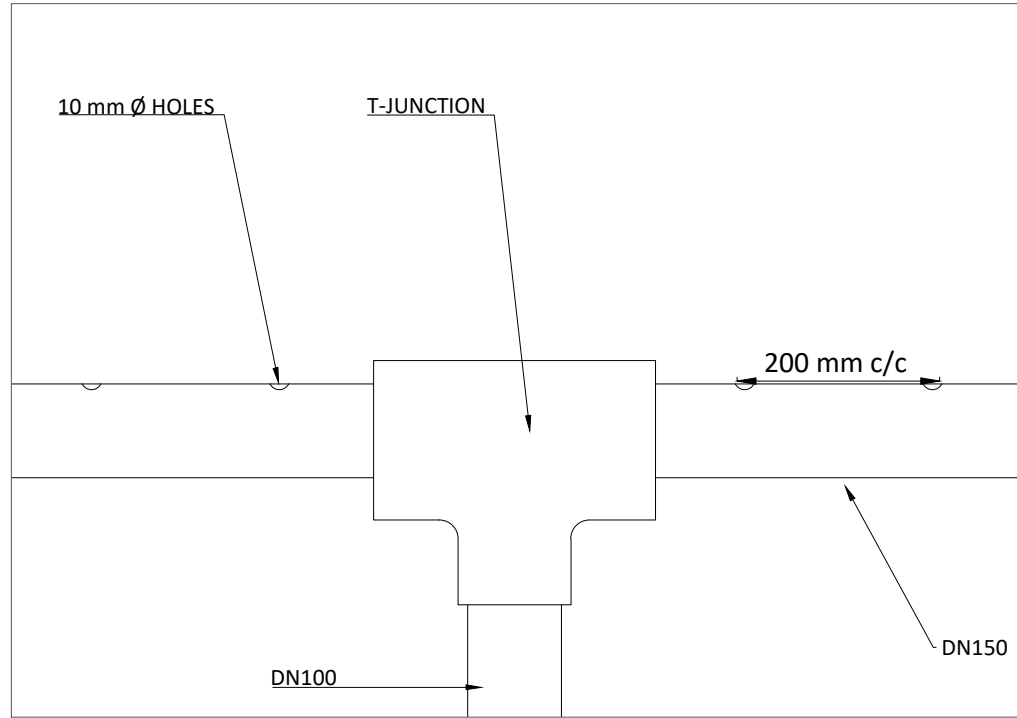 10 mm Ø HOLES
T-JUNCTION
200 mm c/c
DN150
DN100